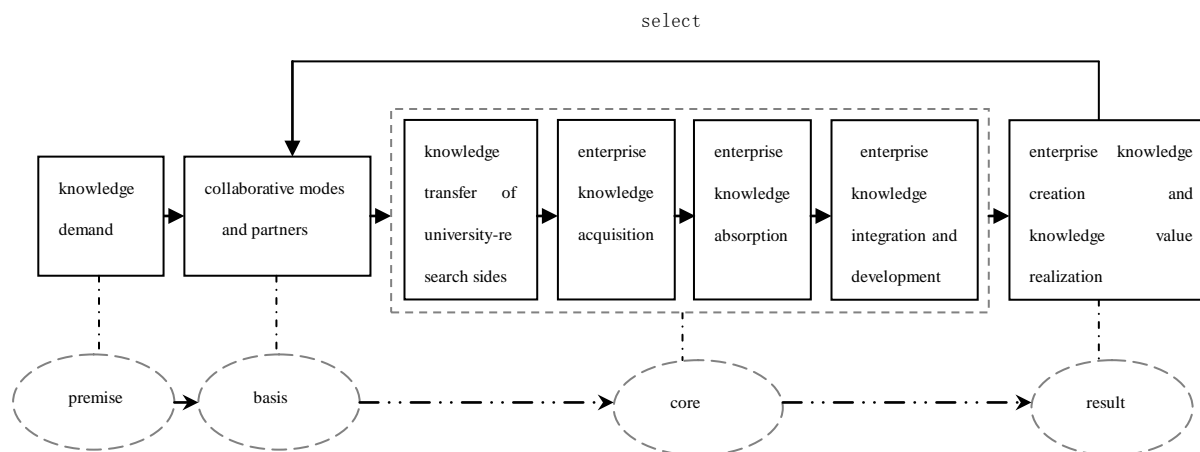 select
knowledge
demand
collaborative modes
and partners
knowledge
transfer of
university-re
search sides
enterprise
knowledge
acquisition
enterprise
knowledge
absorption
enterprise
knowledge
integration and
development
enterprise knowledge
creation and
knowledge value
realization
premise
basis
core
result